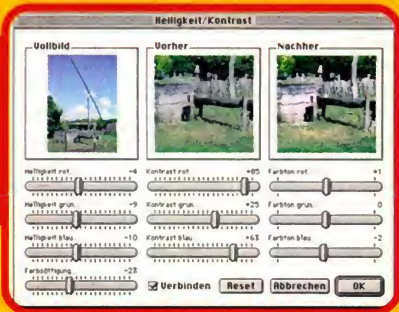 Helligkeit/Kontrast
Vollbild
Vorher
Nachher
Helligkeit rot -4
Kontrast rot +85
Farbton rot +1
Helligkeit grün -9
Kontrast grün +25
Farbton grün 0
Helligkeit blau -10
Kontrast blau +63
Farbton blau -2
Farbsättigung -23
Verbinden
Reset
Abbrechen
OK